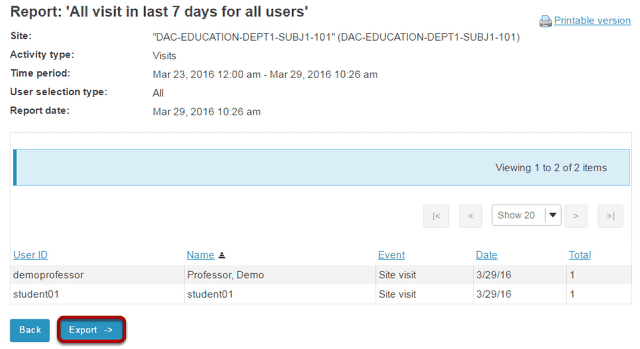 Report: 'All visit in last 7 days for all users'
Printable version
Site: "DAC-EDUCATION-DEPT1-SUBJ1-101" (DAC-EDUCATION-DEPT1-SUBJ1-101)
Activity type: Visits
Time period: Mar 23, 2016 12:00 am - Mar 29, 2016 10:26 am
User selection type: All
Report date: Mar 29, 2016 10:26 am
Viewing 1 to 2 of 2 items
|< < Show 20 > >|
User ID Name Event Date Total
demoprofessor Professor, Demo Site visit 3/29/16 1
student01 student01 Site visit 3/29/16 1
Back Export ->